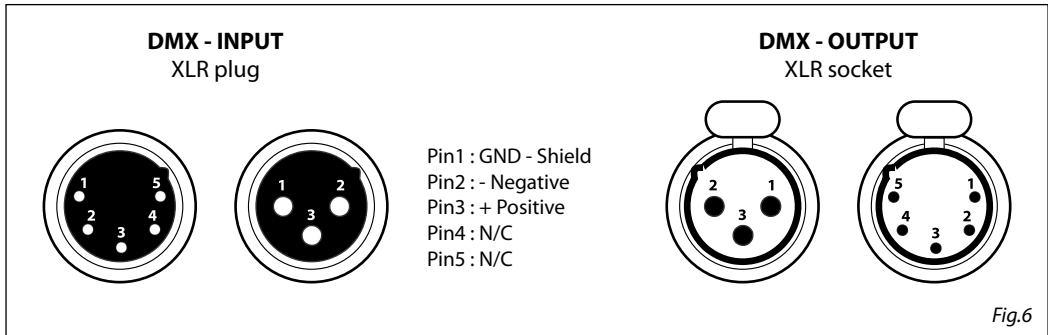 DMX - INPUT
XLR plug
DMX - OUTPUT
XLR socket
1 5
2 4
3
1 2
3
Pin1 : GND - Shield
Pin2 : - Negative
Pin3 : + Positive
Pin4 : N/C
Pin5 : N/C
2 1
3
5 1
4 2
3
Fig.6